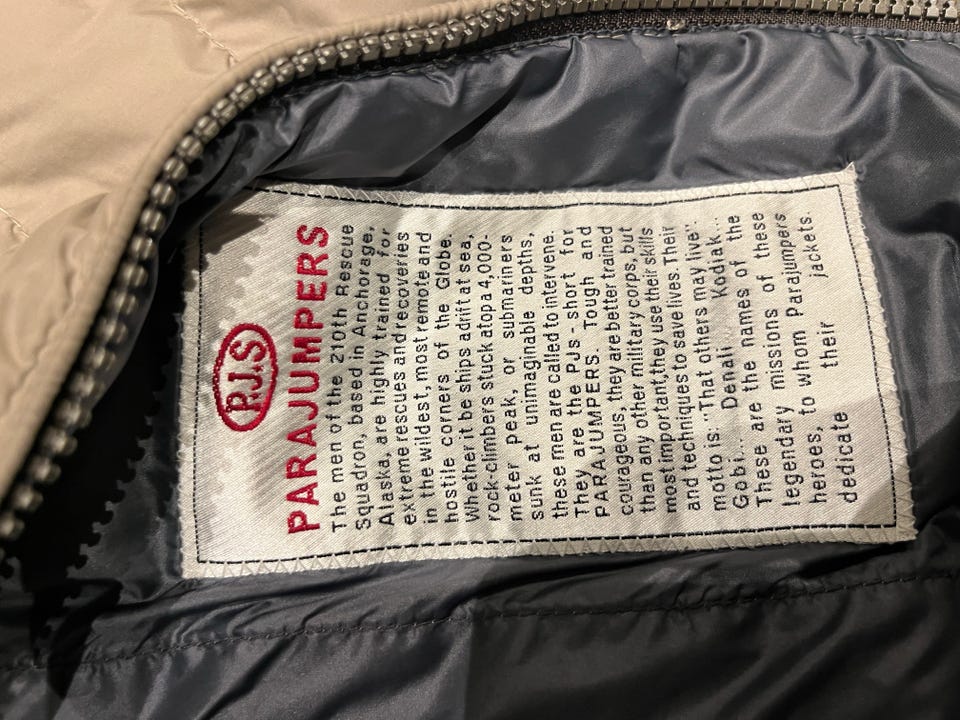 P.J.S
PARAJUMPERS
The men of the 210th Rescue
Squadron, based in Anchorage,
Alaska, are highly trained for
extreme rescues and recoveries
in the wildest, most remote and
hostile corners of the Globe.
Whether it be ships adrift at sea,
rock climbers stuck atop a 4,000-
meter peak, or submariners
sunk at unimaginable depths,
these men are called to intervene.
They are the PJs - short for
PARAJUMPERS. Tough and
courageous, they are better trained
than any other military corps, but
most important, they use their skills
and techniques to save lives. Their
motto is: "That others may live".
Gobi.. Denali.. Kodiak...
These are the names of the
legendary missions of these
heroes, to whom Parajumpers
dedicate their jackets.